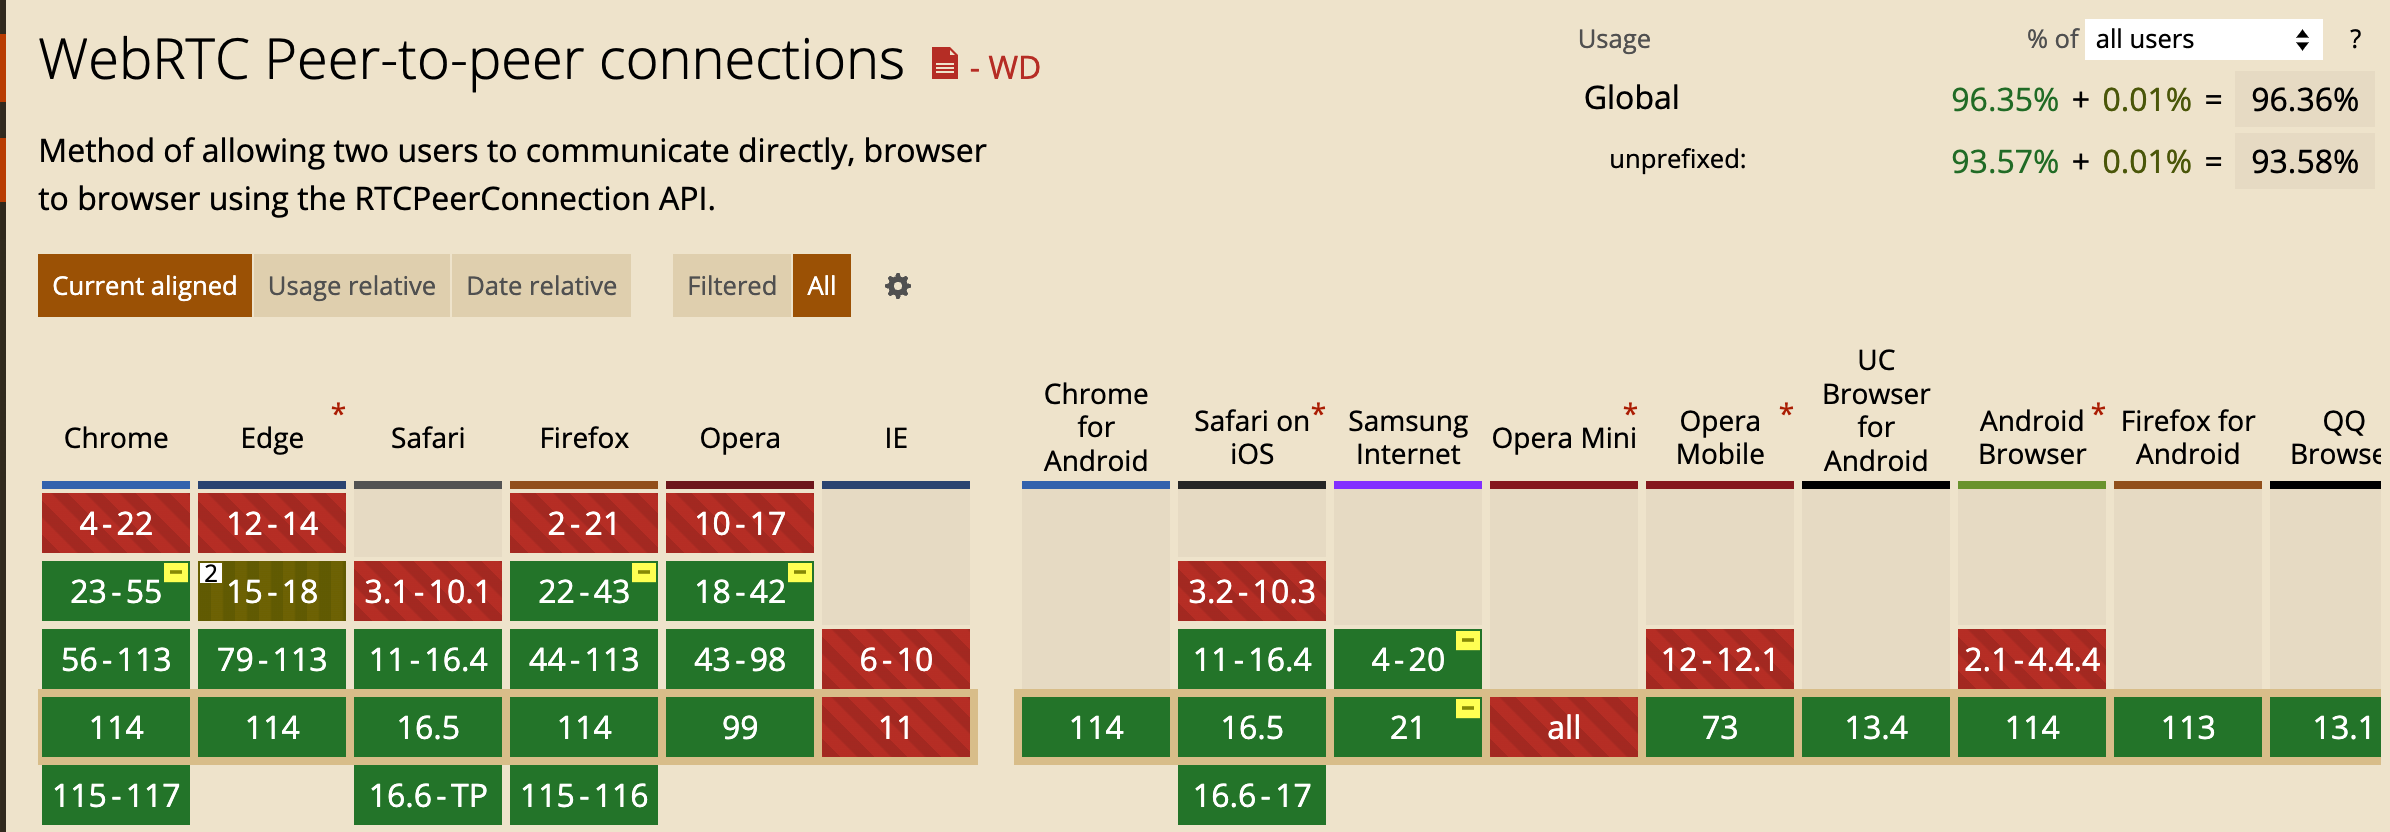 WebRTC Peer-to-peer connections - WD
Usage % of all users ?
Global 96.35% + 0.01% = 96.36%
unprefixed: 93.57% + 0.01% = 93.58%
Method of allowing two users to communicate directly, browser
to browser using the RTCPeerConnection API.
Current aligned Usage relative Date relative Filtered All
Chrome
Edge *
Safari
Firefox
Opera
IE
Chrome
for
Android
Safari on *
iOS
Samsung
Internet
Opera Mini *
Opera *
Mobile
UC
Browser
for
Android
Android *
Browser
Firefox for
Android
QQ
Browse
4-22 12-14 2-21 10-17
23-55 2 15-18 3.1-10.1 22-43 18-42 3.2-10.3
56-113 79-113 11-16.4 44-113 43-98 6-10 11-16.4 4-20 12-12.1 2.1-4.4.4
114 114 16.5 114 99 11 114 16.5 21 all 73 13.4 114 113 13.1
115-117 16.6-TP 115-116 16.6-17